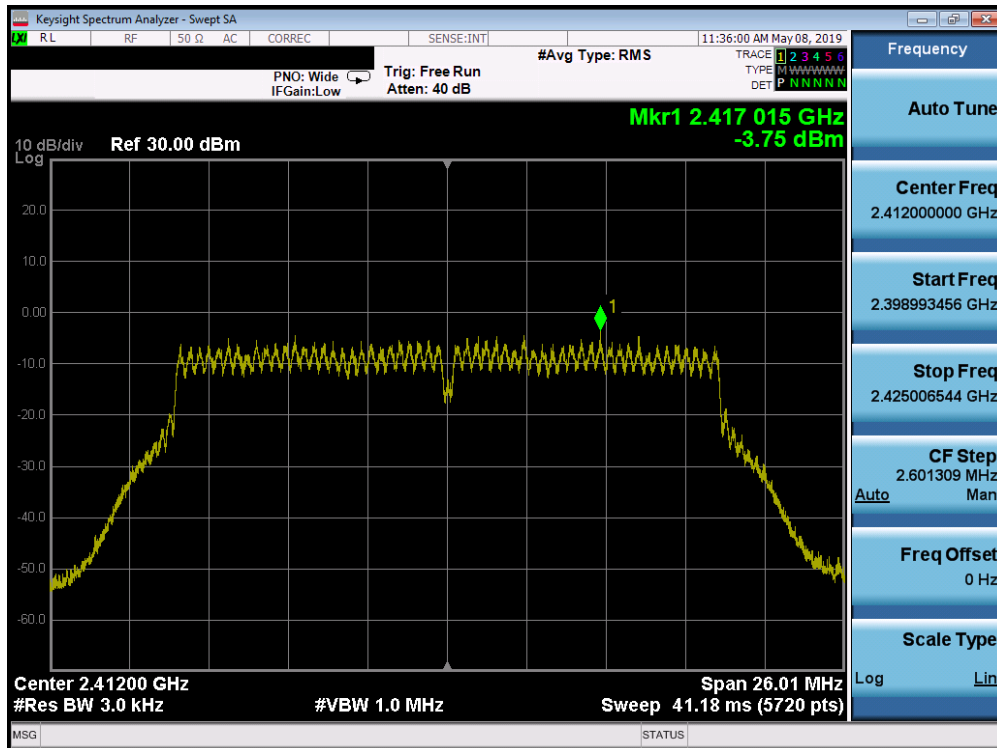 Keysight Spectrum Analyzer - Swept SA
LXI RL RF 50 Ω AC CORREC SENSE:INT 11:36:00 AM May 08, 2019
PNO: Wide Trig: Free Run #Avg Type: RMS TRACE 1 2 3 4 5 6
IFGain:Low Atten: 40 dB TYPE M WWWWW
DET P N N N N N
Mkr1 2.417 015 GHz
-3.75 dBm
10 dB/div Ref 30.00 dBm
Log
20.0
10.0
0.00
1
-10.0
-20.0
-30.0
-40.0
-50.0
-60.0
Center 2.41200 GHz Span 26.01 MHz
#Res BW 3.0 kHz #VBW 1.0 MHz Sweep 41.18 ms (5720 pts)
MSG STATUS
Frequency
Auto Tune
Center Freq
2.412000000 GHz
Start Freq
2.398993456 GHz
Stop Freq
2.425006544 GHz
CF Step
2.601309 MHz
Auto Man
Freq Offset
0 Hz
Scale Type
Log Lin